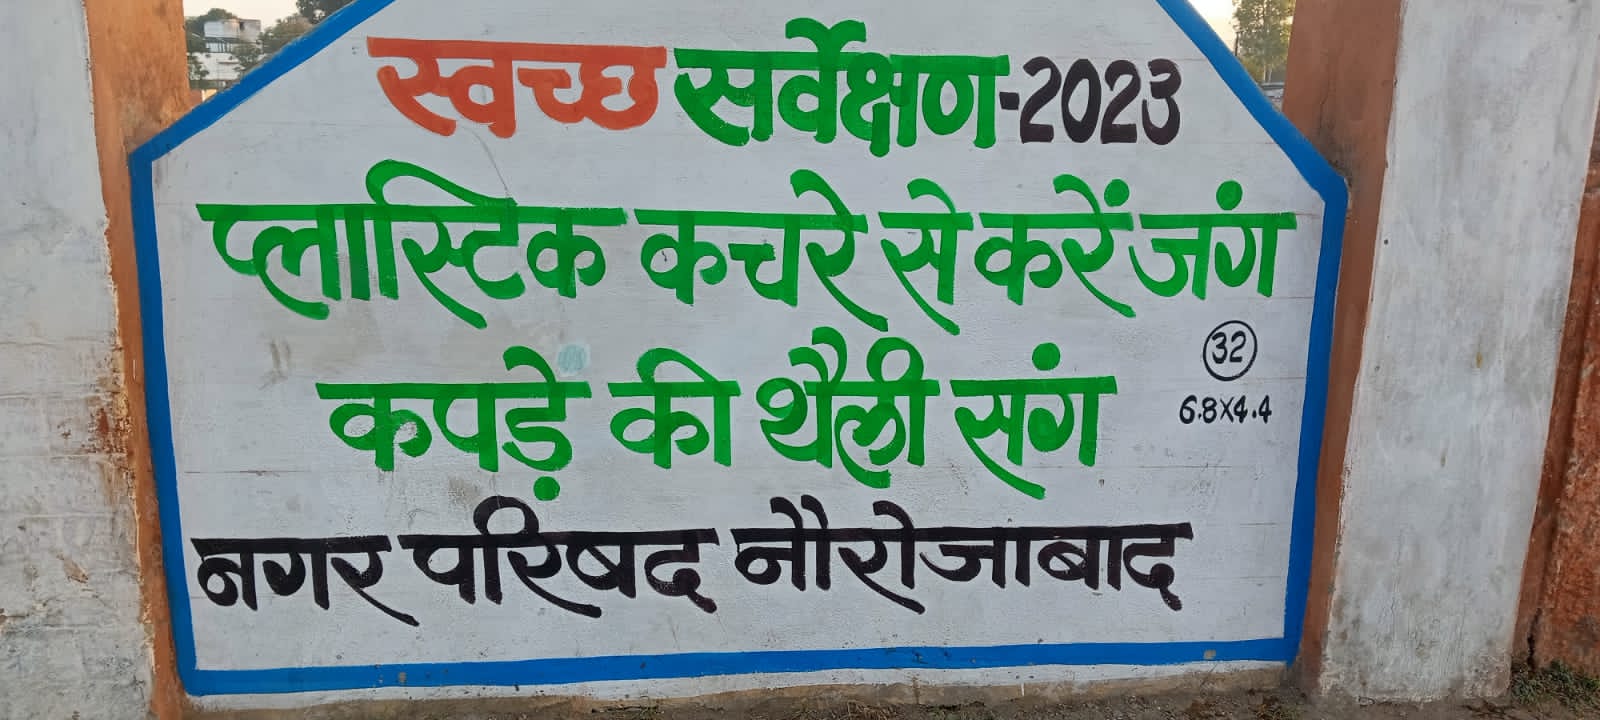 स्वच्छ सर्वेक्षण-2023
प्लास्टिक कचरे से करें जंग
कपड़े की थैली संग
32
6.8X4.4
नगर परिषद नौरोजाबाद